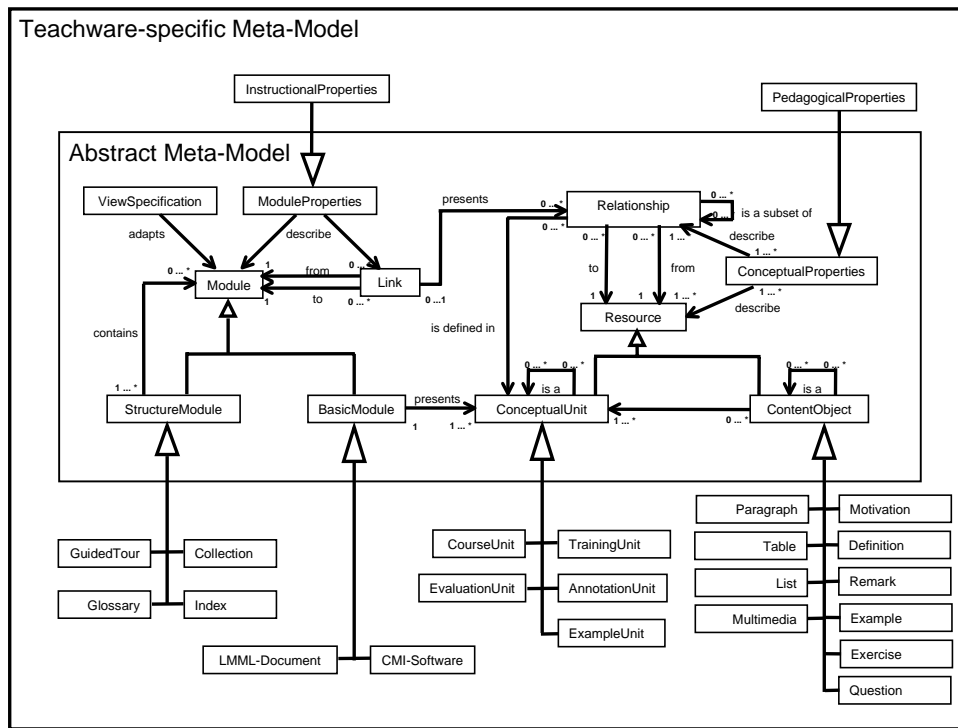 Teachware-specific Meta-Model
InstructionalProperties
PedagogicalProperties
Abstract Meta-Model
ViewSpecification
ModuleProperties
presents
Relationship
0 ... *
0 ... *
0 ... *
is a subset of
0 ... *
adapts
describe
0 ... *
0 ... *
1 ...
describe
1 ... *
0 ... *
Module
1
from
0 ...
Link
to
from
ConceptualProperties
1
to
0 ... *
0 ...1
1
1
1 ... *
1 ... *
Resource
describe
contains
is defined in
1 ... *
0 ... *
0 ... *
is a
0 ... *
0 ... *
is a
StructureModule
BasicModule
presents
ConceptualUnit
ContentObject
1
1 ... *
1 ... *
0 ... *
Paragraph
Motivation
GuidedTour
Collection
CourseUnit
TrainingUnit
Table
Definition
EvaluationUnit
AnnotationUnit
List
Remark
Glossary
Index
Multimedia
Example
ExampleUnit
LMML-Document
CMI-Software
Exercise
Question